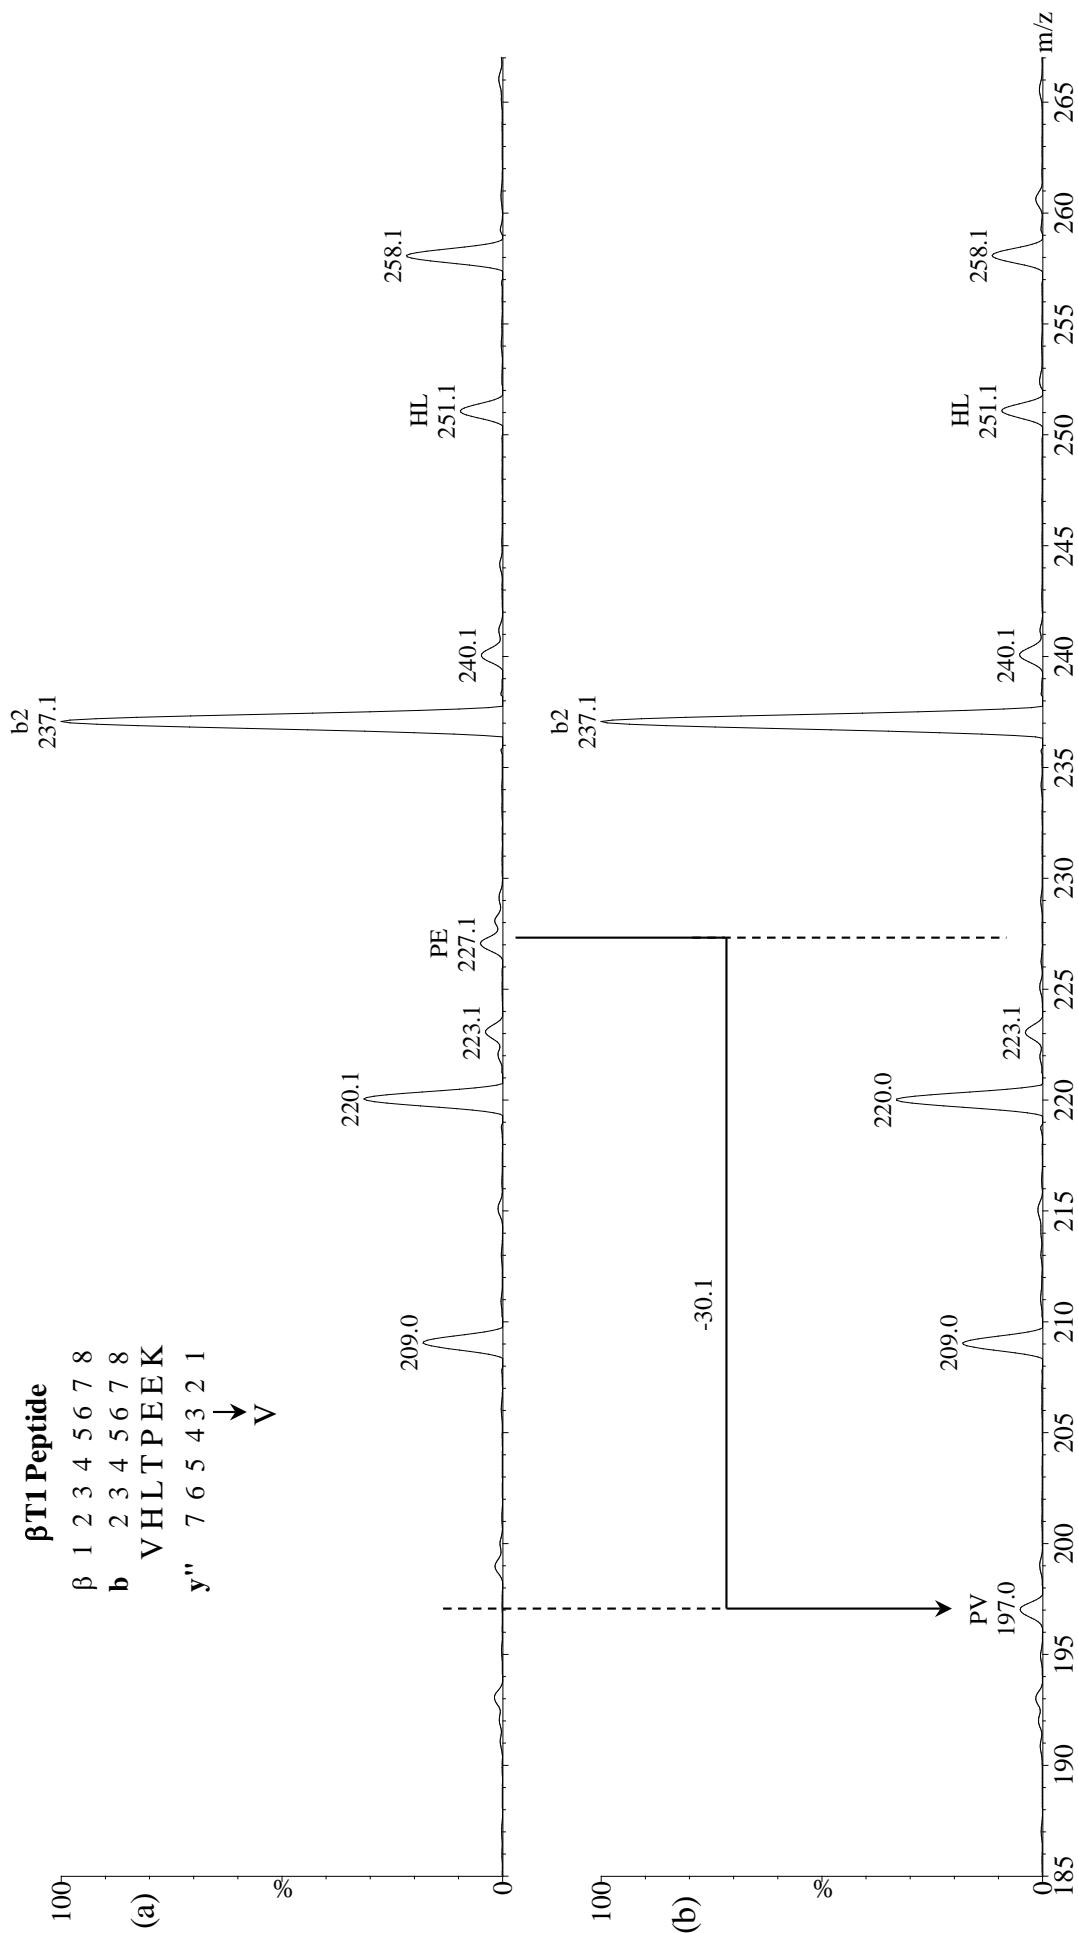 βT1 Peptide
β 1 2 3 4 5 6 7 8
b 2 3 4 5 6 7 8
V H L T P E E K
y'' 7 6 5 4 3 2 1
V
100
(a)
%
0
209.0
220.1
223.1
PE
227.1
b2
237.1
240.1
HL
251.1
258.1
-30.1
100
(b)
%
0
PV
197.0
209.0
220.0
223.1
b2
237.1
240.1
HL
251.1
258.1
185 190 195 200 205 210 215 220 225 230 235 240 245 250 255 260 265 m/z